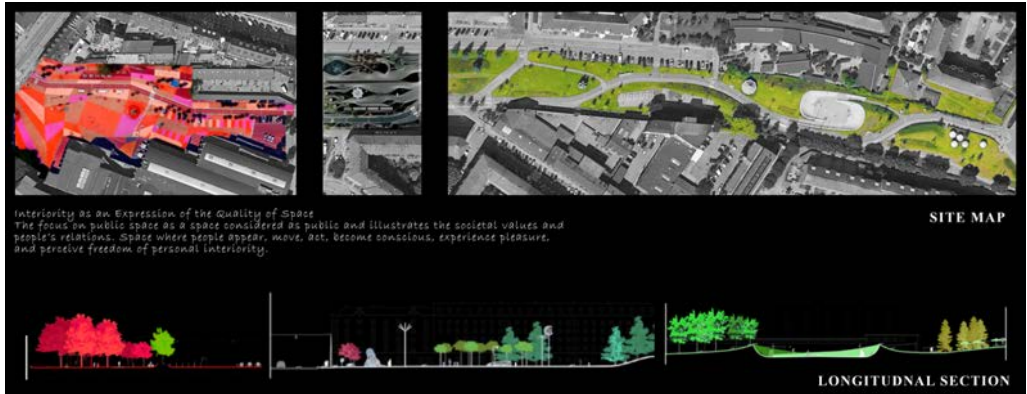 Interiority as an Expression of the Quality of Space
The focus on public space as a space considered as public and illustrates the societal values and
people's relations. Space where people appear, move, act, become conscious, experience pleasure,
and perceive freedom of personal interiority.
SITE MAP
LONGITUDNAL SECTION